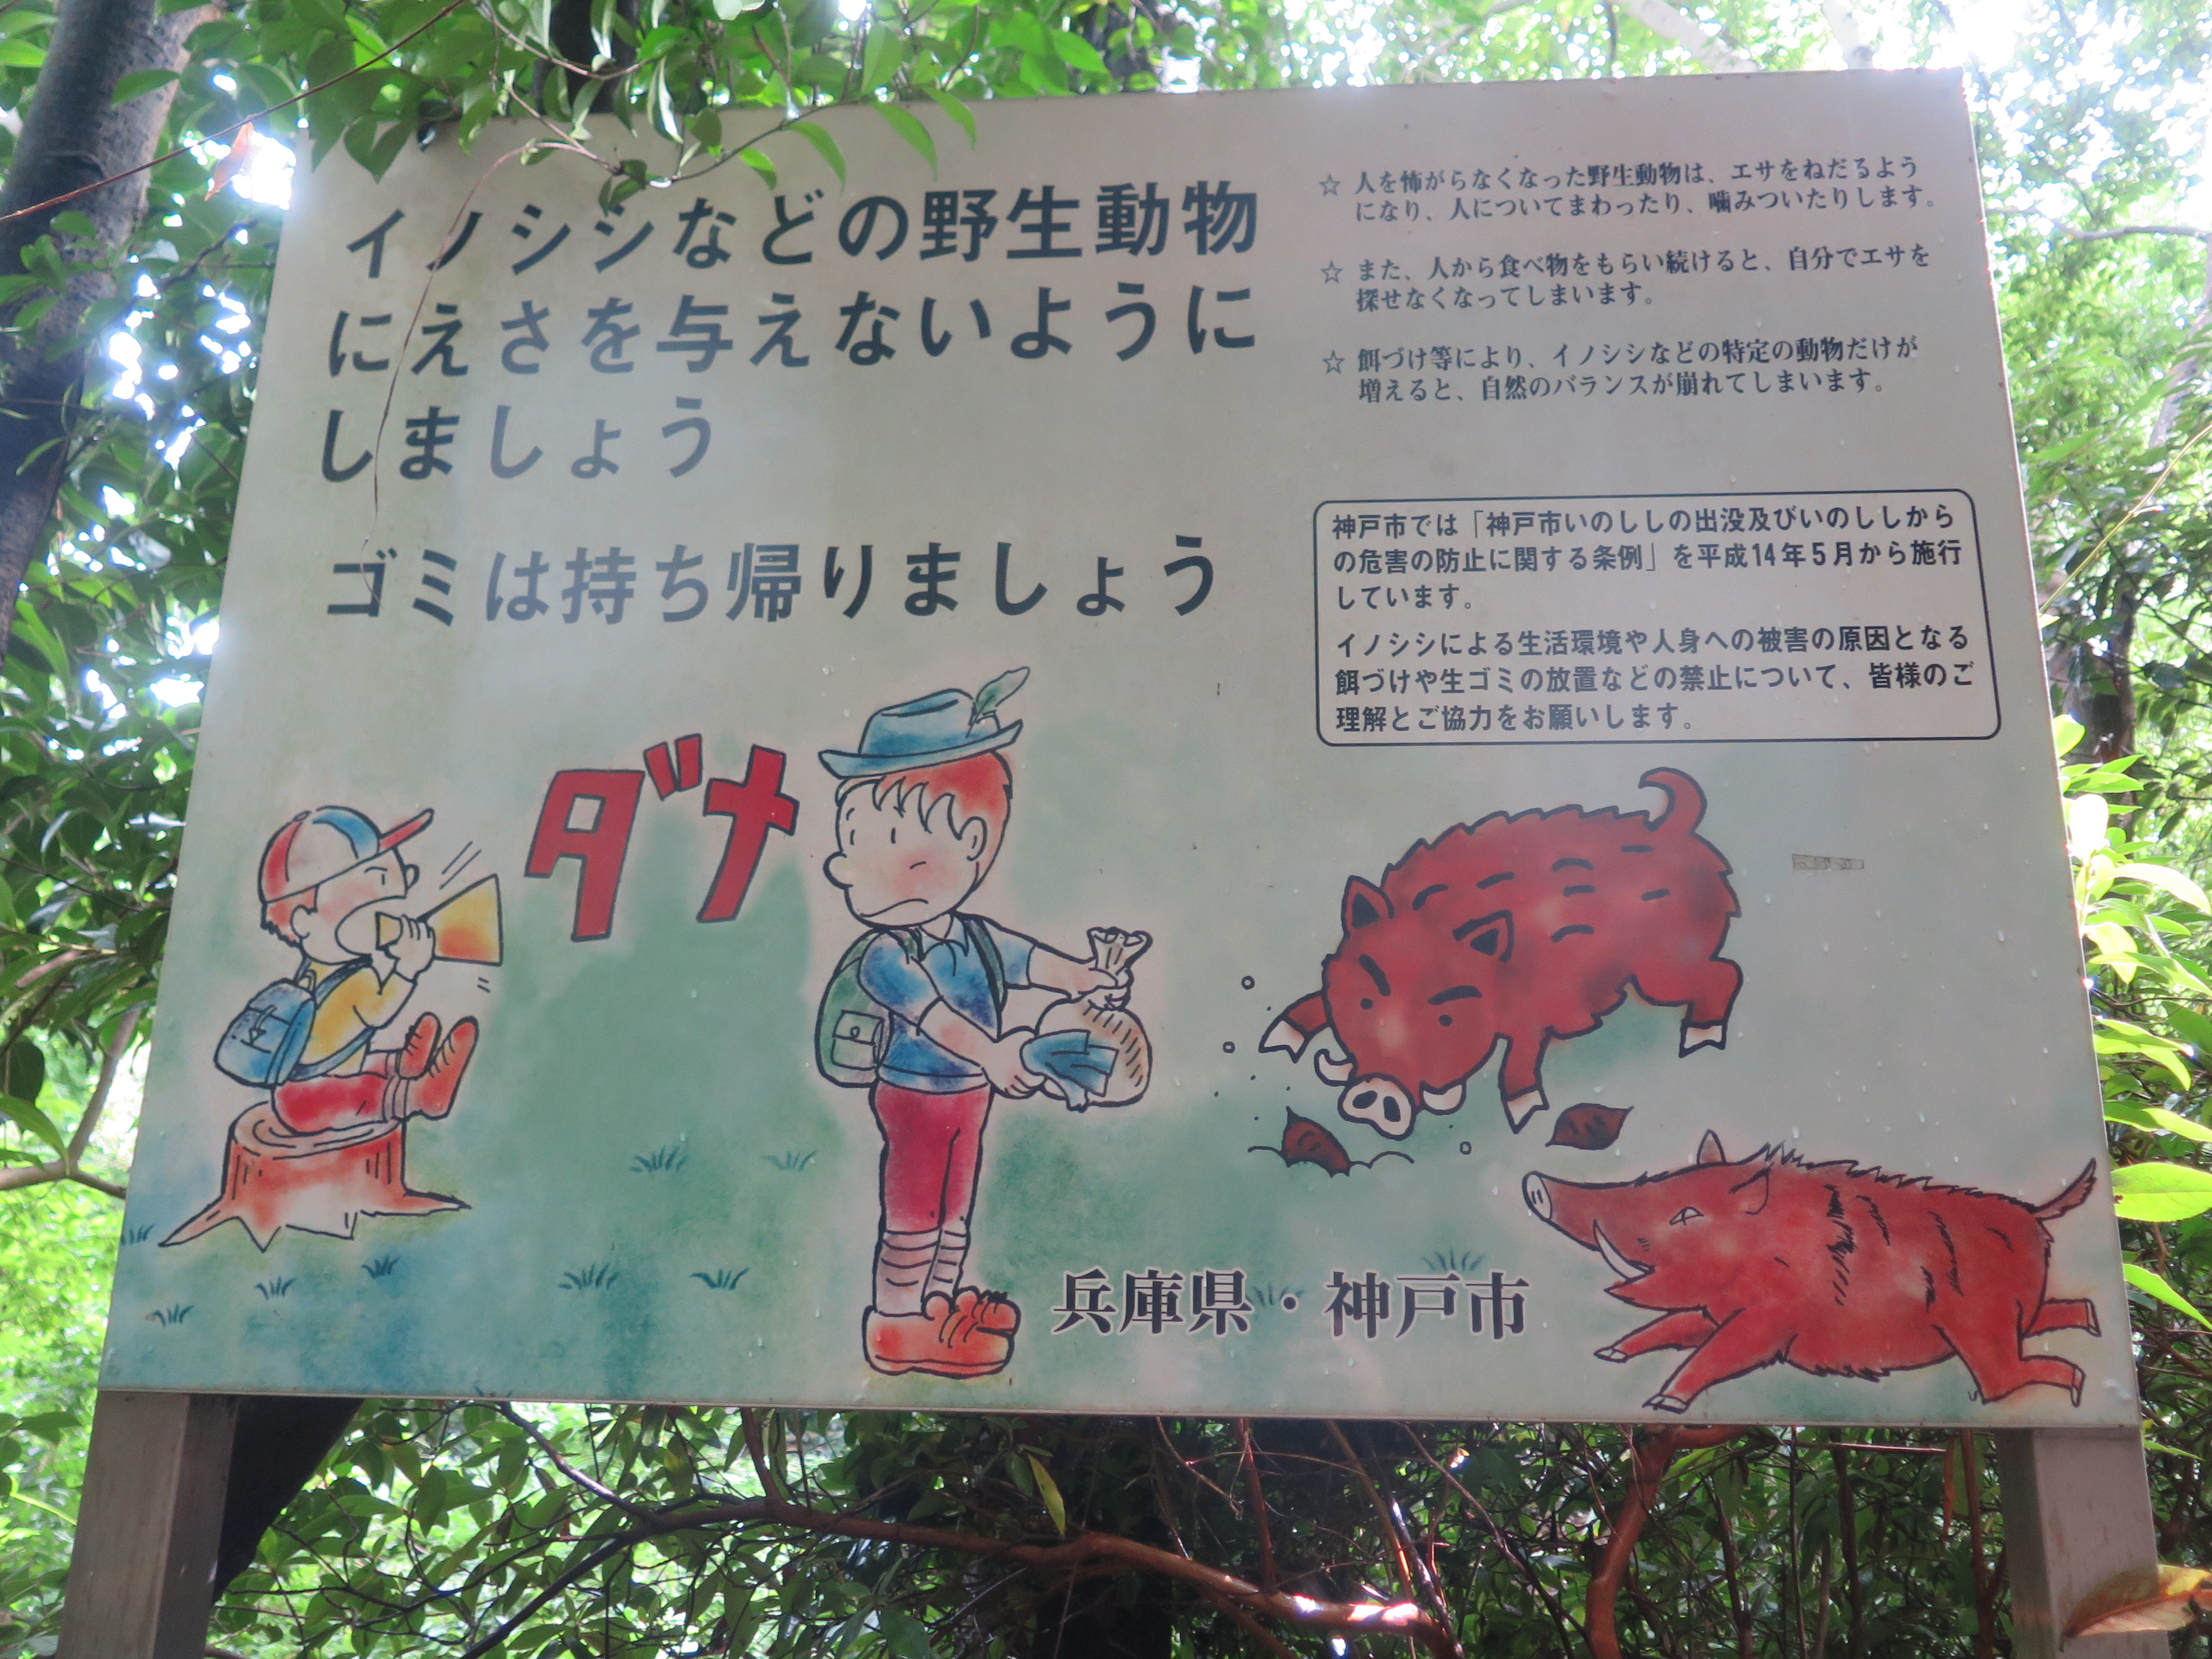 イノシシなどの野生動物
にえさを与えないように
しましょう
ゴミは持ち帰りましょう
☆ 人を怖がらなくなった野生動物は、エサをねだるよう
になり、人についてまわったり、噛みついたりします。
☆ また、人から食べ物をもらい続けると、自分でエサを
探せなくなってしまいます。
☆ 餌づけ等により、イノシシなどの特定の動物だけが
増えると、自然のバランスが崩れてしまいます。
神戸市では「神戸市いのししの出没及びいのししから
の危害の防止に関する条例」を平成14年5月から施行
しています。
イノシシによる生活環境や人身への被害の原因となる
餌づけや生ゴミの放置などの禁止について、皆様のご
理解とご協力をお願いします。
ダメ
兵庫県・神戸市